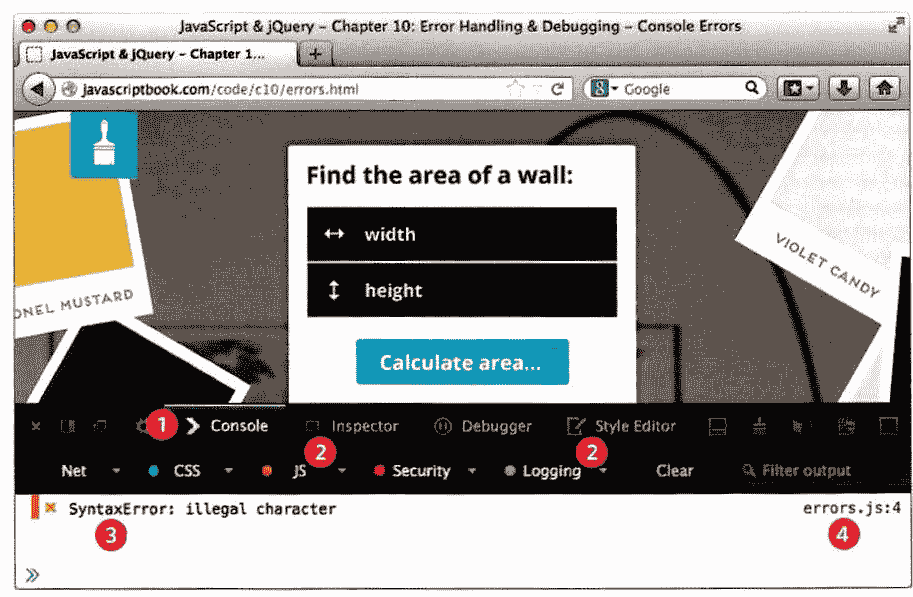 JavaScript & jQuery – Chapter 10: Error Handling & Debugging – Console Errors
JavaScript & jQuery – Chapter 1... +
javascriptbook.com/code/c10/errors.html
Google
Find the area of a wall:
width
height
Calculate area...
ONEL MUSTARD
VIOLET CANDY
1 Console Inspector Debugger Style Editor
2 2
Net CSS JS Security Logging Clear Filter output
SyntaxError: illegal character errors.js:4
3 4